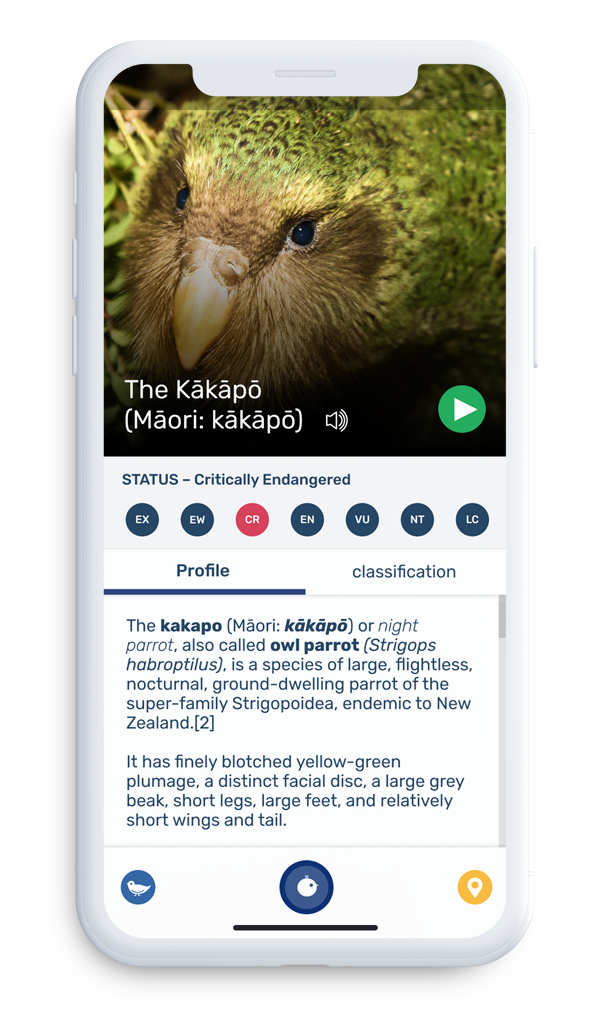 The Kākāpō
(Māori: kākāpō)
STATUS – Critically Endangered
EX EW CR EN VU NT LC
Profile classification
The kakapo (Māori: kākāpō) or night
parrot, also called owl parrot (Strigops
habroptilus), is a species of large, flightless,
nocturnal, ground-dwelling parrot of the
super-family Strigopoidea, endemic to New
Zealand.[2]
It has finely blotched yellow-green
plumage, a distinct facial disc, a large grey
beak, short legs, large feet, and relatively
short wings and tail.